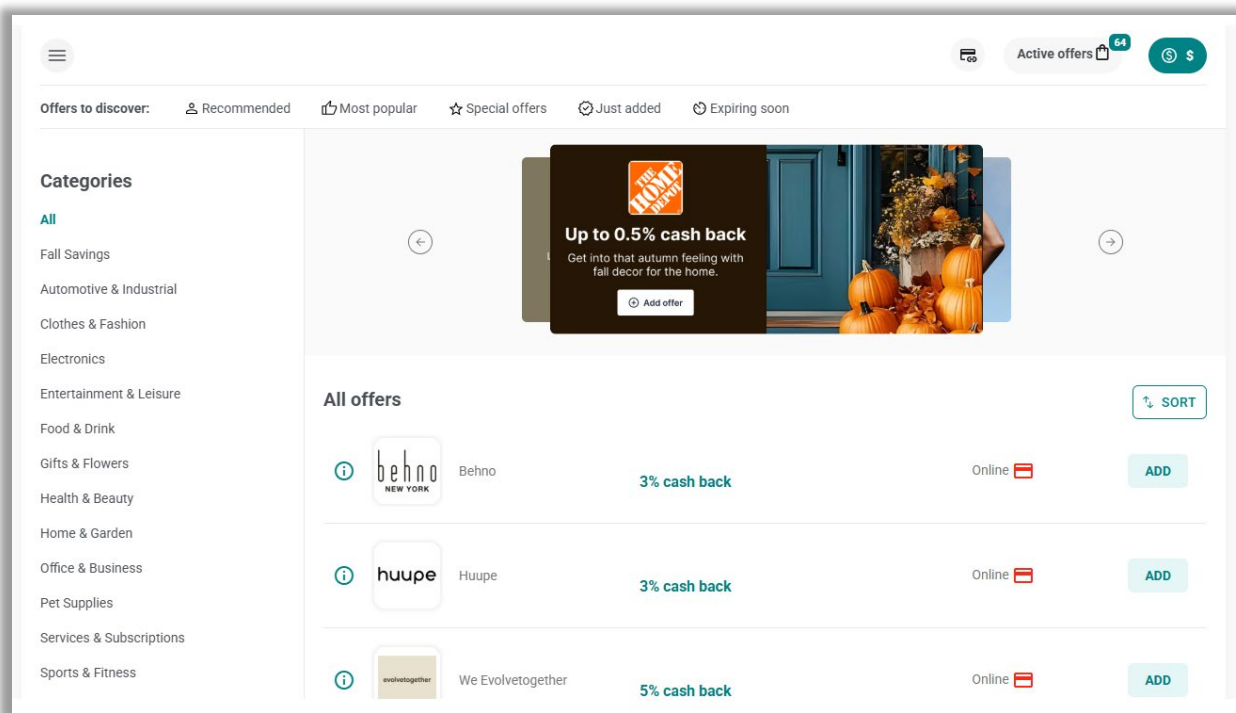 Active offers 64
$
Offers to discover: Recommended Most popular Special offers Just added Expiring soon
Categories
All
Fall Savings
Automotive & Industrial
Clothes & Fashion
Electronics
Entertainment & Leisure
Food & Drink
Gifts & Flowers
Health & Beauty
Home & Garden
Office & Business
Pet Supplies
Services & Subscriptions
Sports & Fitness
THE
HOME
DEPOT
Up to 0.5% cash back
Get into that autumn feeling with
fall decor for the home.
Add offer
All offers
SORT
behno
NEW YORK
Behno
3% cash back
Online
ADD
huupe
Huupe
3% cash back
Online
ADD
evolvetogether
We Evolvetogether
5% cash back
Online
ADD